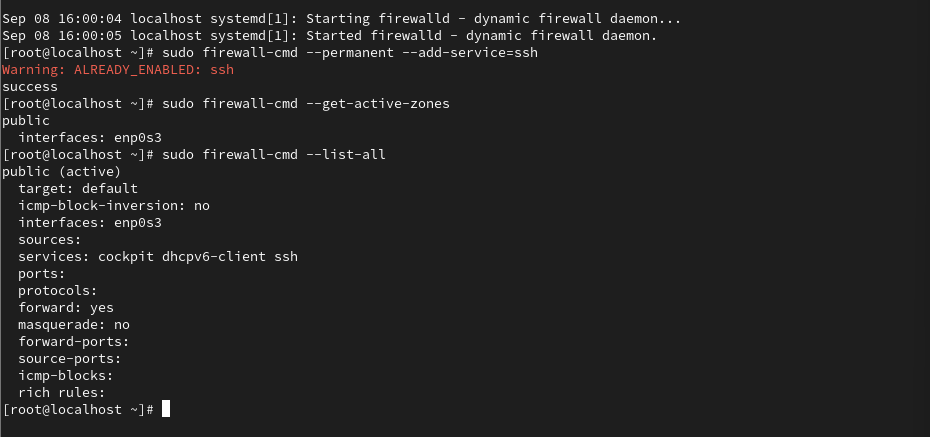 Sep 08 16:00:04 localhost systemd[1]: Starting firewalld - dynamic firewall daemon...
Sep 08 16:00:05 localhost systemd[1]: Started firewalld - dynamic firewall daemon.
[root@localhost ~]# sudo firewall-cmd --permanent --add-service=ssh
Warning: ALREADY_ENABLED: ssh
success
[root@localhost ~]# sudo firewall-cmd --get-active-zones
public
  interfaces: enp0s3
[root@localhost ~]# sudo firewall-cmd --list-all
public (active)
  target: default
  icmp-block-inversion: no
  interfaces: enp0s3
  sources:
  services: cockpit dhcpv6-client ssh
  ports:
  protocols:
  forward: yes
  masquerade: no
  forward-ports:
  source-ports:
  icmp-blocks:
  rich rules:
[root@localhost ~]#